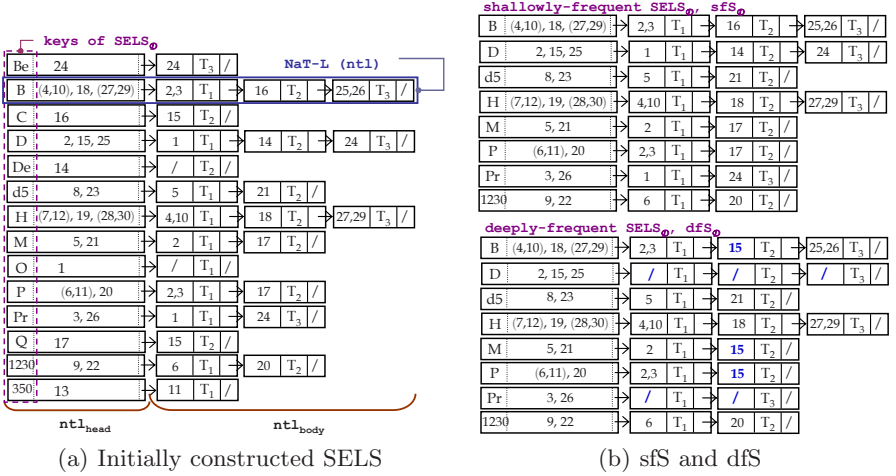 keys of SELS∅
NaT-L (ntl)
Be 24 24 T3 /
B (4,10), 18, (27,29) 2,3 T1 16 T2 25,26 T3 /
C 16 15 T2 /
D 2, 15, 25 1 T1 14 T2 24 T3 /
De 14 / T2 /
d5 8, 23 5 T1 21 T2 /
H (7,12), 19, (28,30) 4,10 T1 18 T2 27,29 T3 /
M 5, 21 2 T1 17 T2 /
O 1 / T1 /
P (6,11), 20 2,3 T1 17 T2 /
Pr 3, 26 1 T1 24 T3 /
Q 17 15 T2 /
1230 9, 22 6 T1 20 T2 /
350 13 11 T1 /
ntl head ntl body
(a) Initially constructed SELS
shallowly-frequent SELS∅, sfS∅
B (4,10), 18, (27,29) 2,3 T1 16 T2 25,26 T3 /
D 2, 15, 25 1 T1 14 T2 24 T3 /
d5 8, 23 5 T1 21 T2 /
H (7,12), 19, (28,30) 4,10 T1 18 T2 27,29 T3 /
M 5, 21 2 T1 17 T2 /
P (6,11), 20 2,3 T1 17 T2 /
Pr 3, 26 1 T1 24 T3 /
1230 9, 22 6 T1 20 T2 /
deeply-frequent SELS∅, dfS∅
B (4,10), 18, (27,29) 2,3 T1 15 T2 25,26 T3 /
D 2, 15, 25 / T1 / T2 / T3 /
d5 8, 23 5 T1 21 T2 /
H (7,12), 19, (28,30) 4,10 T1 18 T2 27,29 T3 /
M 5, 21 2 T1 15 T2 /
P (6,11), 20 2,3 T1 15 T2 /
Pr 3, 26 / T1 / T3 /
1230 9, 22 6 T1 20 T2 /
(b) sfS and dfS